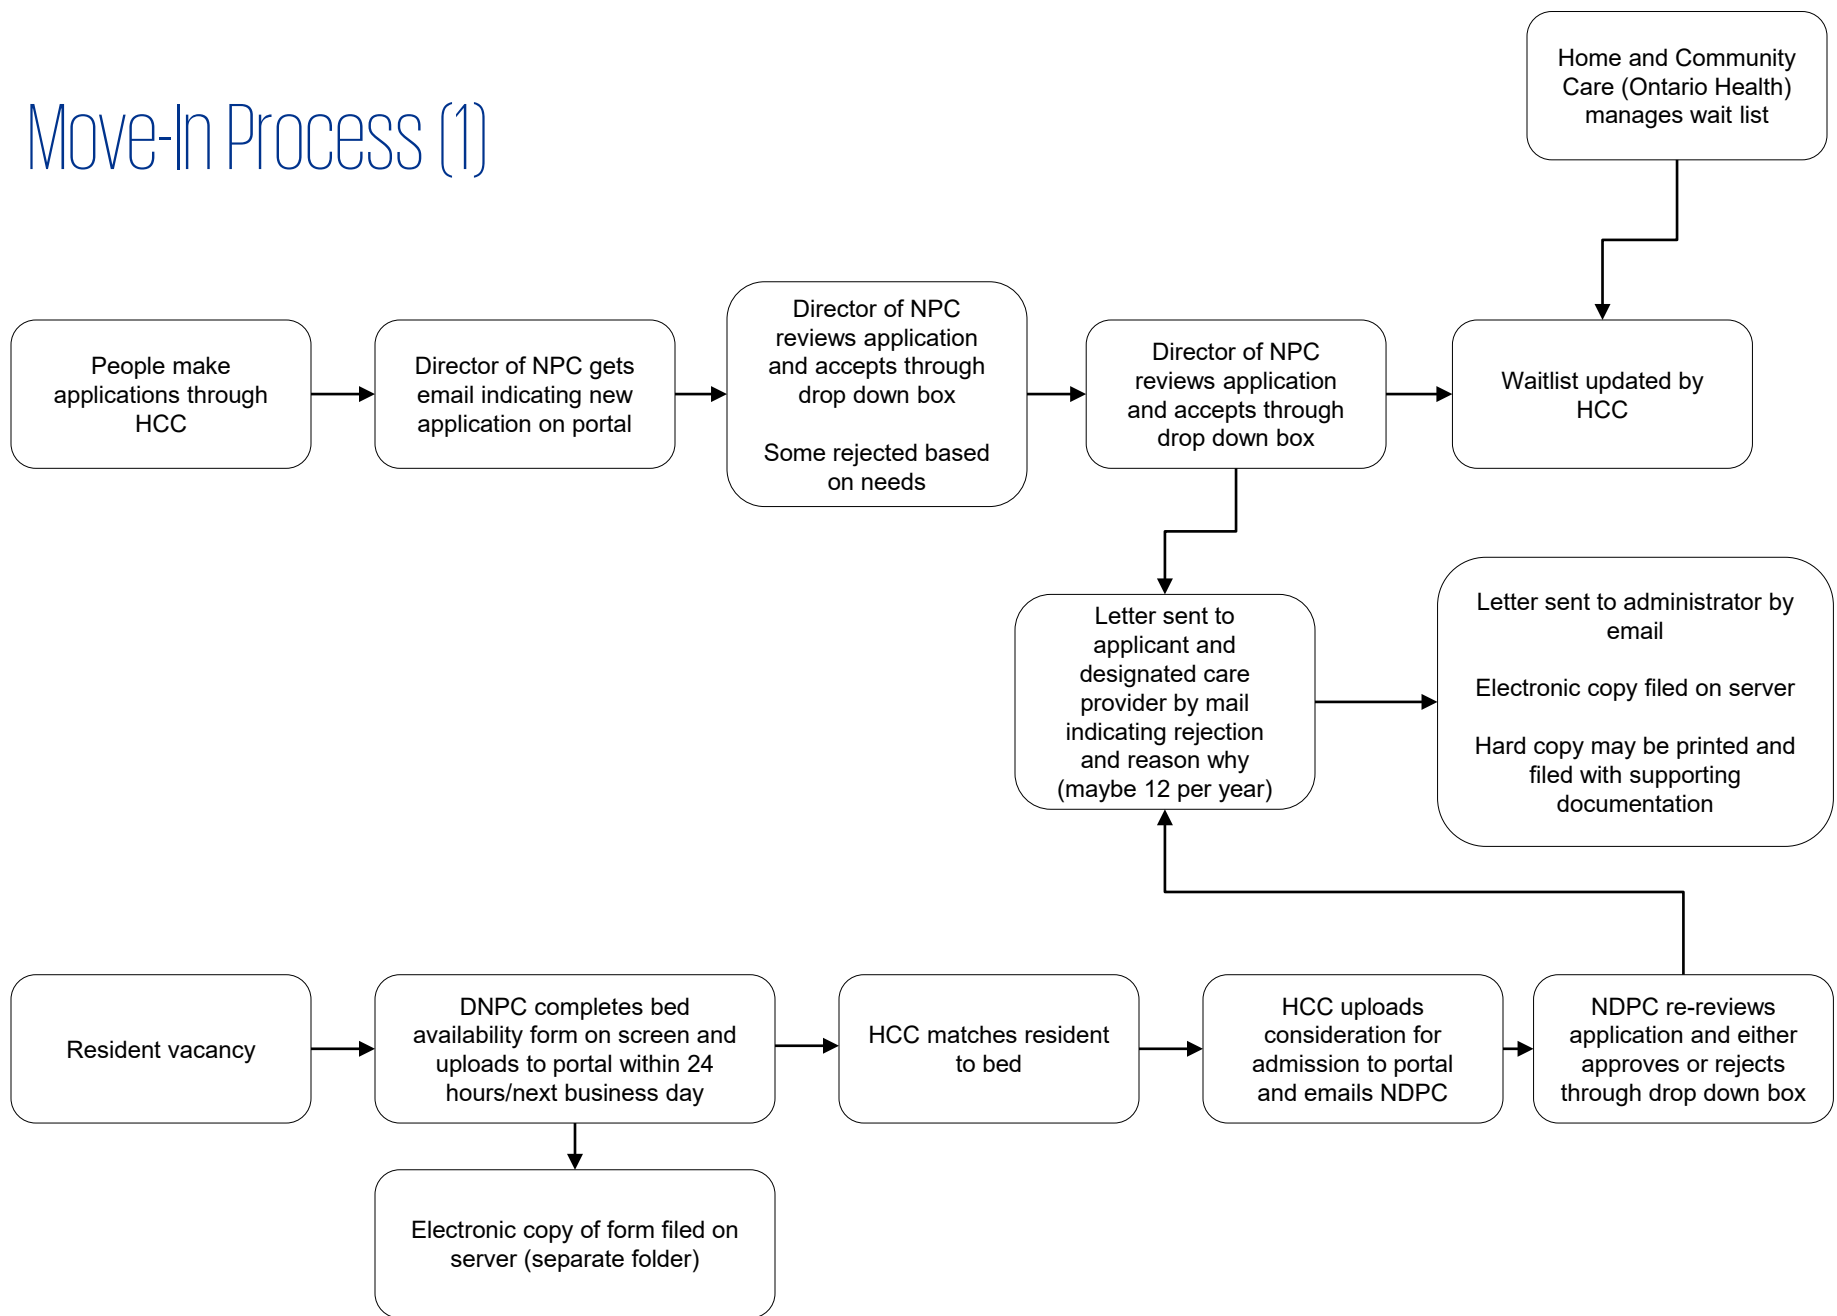 Move-In Process (1)
Home and Community
Care (Ontario Health)
manages wait list
People make
applications through
HCC
Director of NPC gets
email indicating new
application on portal
Director of NPC
reviews application
and accepts through
drop down box
Some rejected based
on needs
Director of NPC
reviews application
and accepts through
drop down box
Waitlist updated by
HCC
Letter sent to
applicant and
designated care
provider by mail
indicating rejection
and reason why
(maybe 12 per year)
Letter sent to administrator by
email
Electronic copy filed on server
Hard copy may be printed and
filed with supporting
documentation
Resident vacancy
DNPC completes bed
availability form on screen and
uploads to portal within 24
hours/next business day
HCC matches resident
to bed
HCC uploads
consideration for
admission to portal
and emails NDPC
NDPC re-reviews
application and either
approves or rejects
through drop down box
Electronic copy of form filed on
server (separate folder)